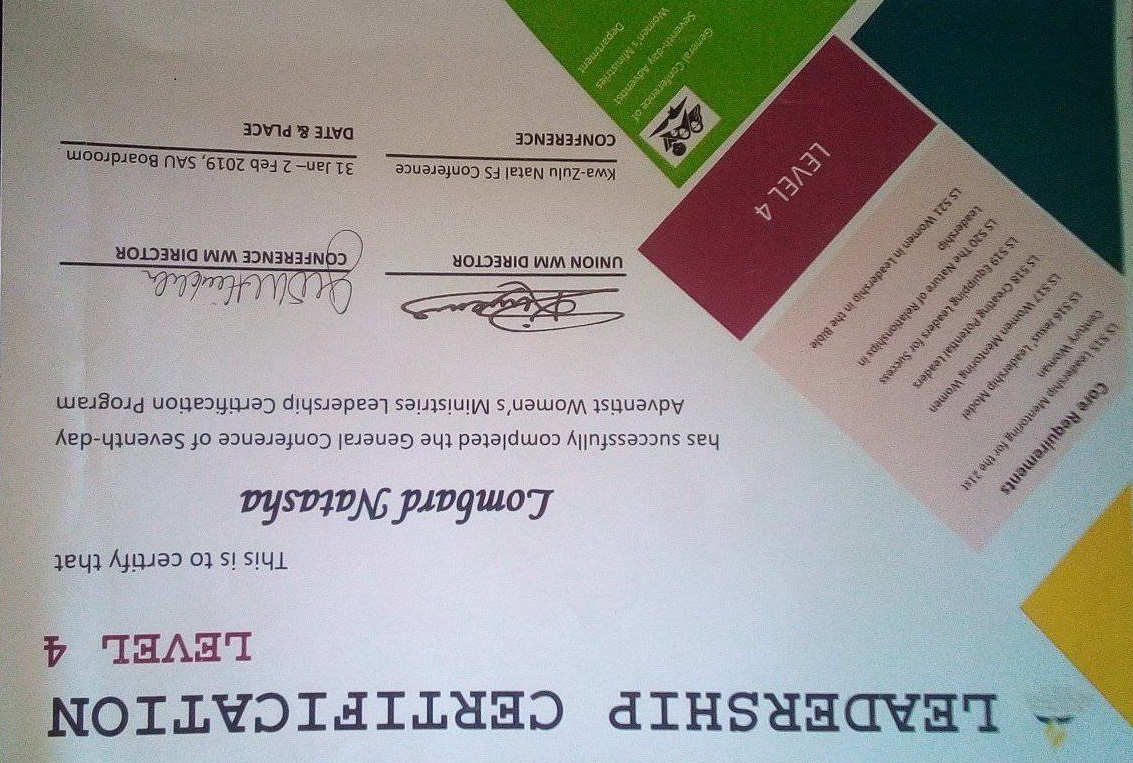 LEADERSHIP CERTIFICATION
LEVEL 4
This is to certify that
Lombard Natasha
has successfully completed the General Conference of Seventh-day
Adventist Women's Ministries Leadership Certification Program
UNION WM DIRECTOR
CONFERENCE WM DIRECTOR
Kwa-Zulu Natal FS Conference
CONFERENCE
31 Jan– 2 Feb 2019, SAU Boardroom
DATE & PLACE
Core Requirements
LS 515 Leadership Mentoring for the 21st
Century Woman
LS 516 Jesus' Leadership Model
LS 517 Women Mentoring Women
LS 518 Creating Potential Leaders
LS 519 Equipping Leaders for Success
LS 520 The Nature of Relationships in
Leadership
LS 521 Women in Leadership in the Bible
LEVEL 4
General Conference of
Seventh-day Adventist
Women's Ministries
Department